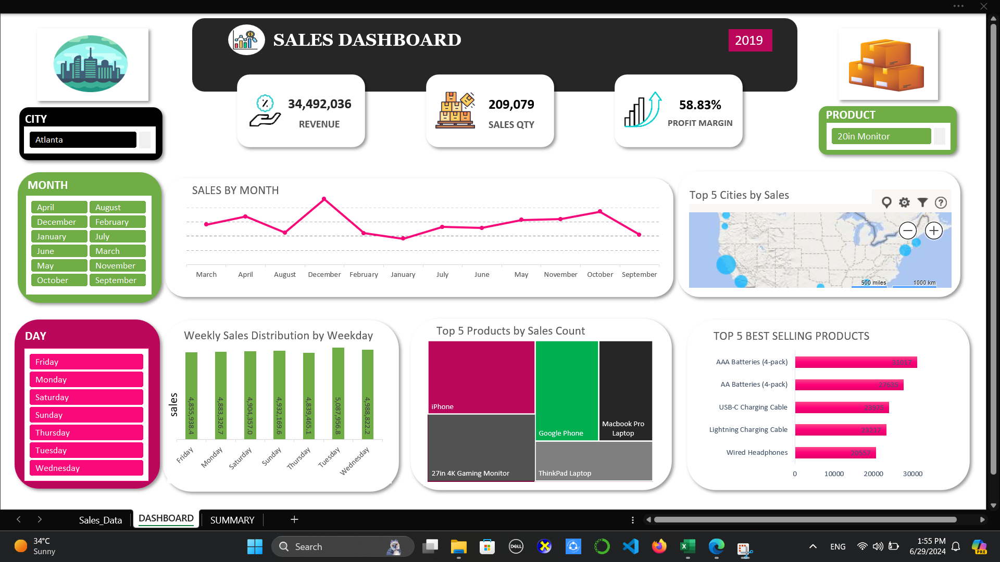 SALES DASHBOARD
2019
34,492,036
REVENUE
209,079
SALES QTY
58.83%
PROFIT MARGIN
CITY
Atlanta
PRODUCT
20in Monitor
MONTH
April August
December February
January July
June March
May November
October September
SALES BY MONTH
March April August December February January July June May November October September
Top 5 Cities by Sales
500 miles 1000 km
DAY
Friday
Monday
Saturday
Sunday
Thursday
Tuesday
Wednesday
Weekly Sales Distribution by Weekday
sales
4,855,938.4
4,883,326.7
4,904,357.0
4,932,169.6
4,839,465.1
5,087,956.8
4,988,822.2
Friday Monday Saturday Sunday Thursday Tuesday Wednesday
Top 5 Products by Sales Count
iPhone
27in 4K Gaming Monitor
Google Phone
Macbook Pro
Laptop
ThinkPad Laptop
TOP 5 BEST SELLING PRODUCTS
AAA Batteries (4-pack) 31017
AA Batteries (4-pack) 27635
USB-C Charging Cable 23975
Lightning Charging Cable 23217
Wired Headphones 20557
0 10000 20000 30000
Sales_Data DASHBOARD SUMMARY
34°C
Sunny
Search
DELL
ENG
1:55 PM
6/29/2024
PRE